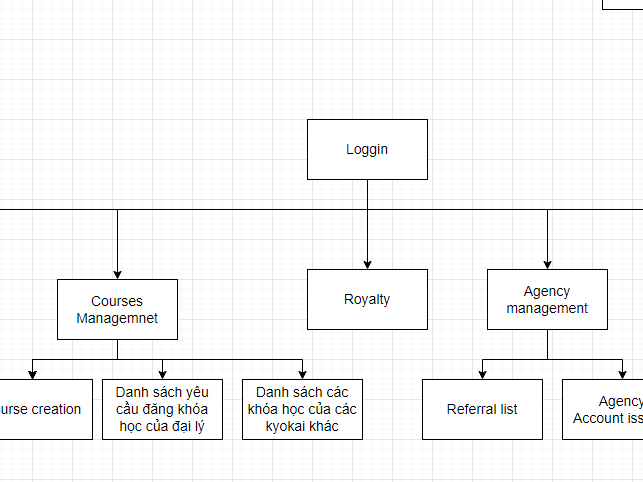 Loggin
Courses
Managemnet
Royalty
Agency
management
urse creation
Danh sách yêu
cầu đăng khóa
học của đại lý
Danh sách các
khóa học của các
kyokai khác
Referral list
Agency
Account iss